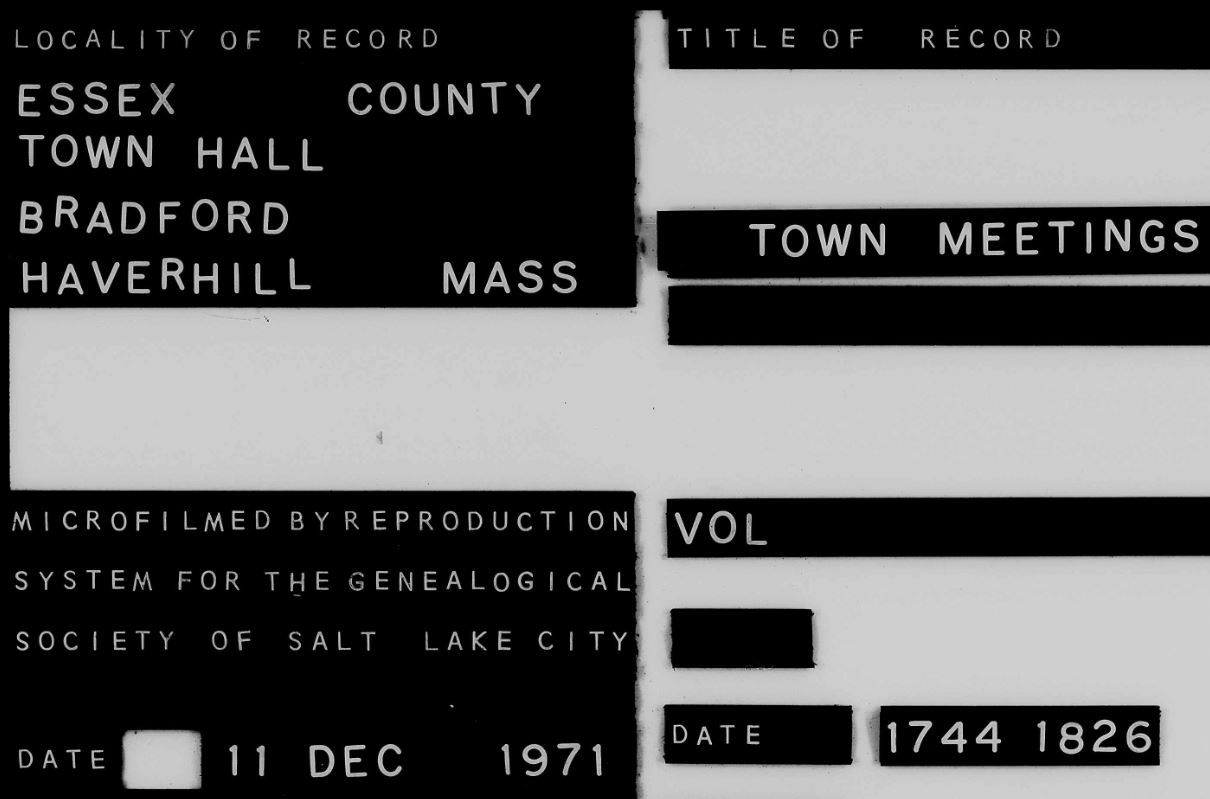 LOCALITY OF RECORD
ESSEX COUNTY
TOWN HALL
BRADFORD
HAVERHILL MASS
MICROFILMED BY REPRODUCTION
SYSTEM FOR THE GENEALOGICAL
SOCIETY OF SALT LAKE CITY
DATE 11 DEC 1971
TITLE OF RECORD
TOWN MEETINGS
VOL
DATE 1744 1826